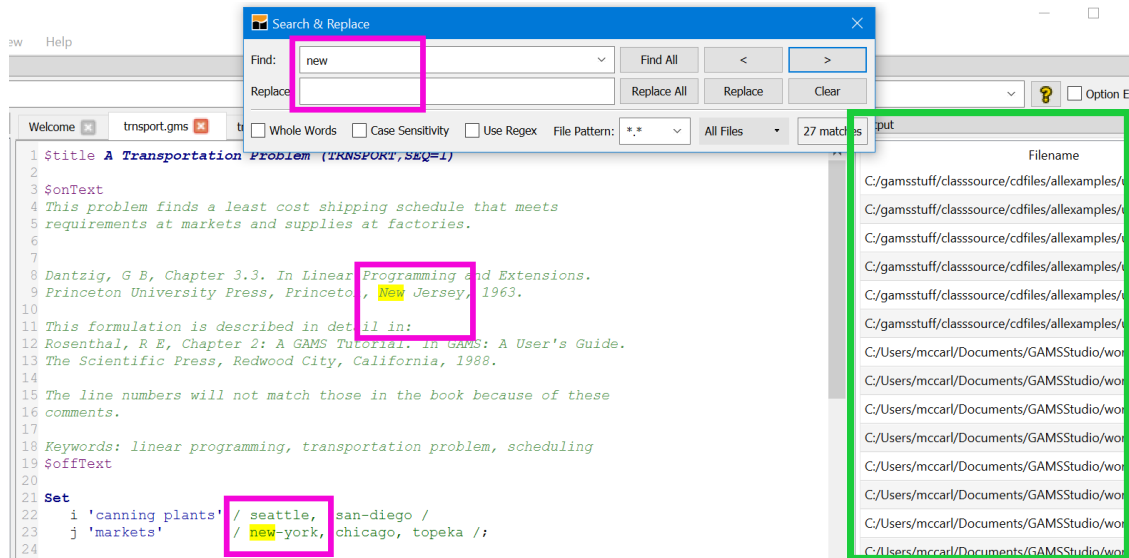 Search & Replace
ew Help
Find: new Find All < >
Replace Replace All Replace Clear
Option E
Whole Words Case Sensitivity Use Regex File Pattern: *.* All Files 27 matches
Welcome trnsport.gms tr
tput
Filename
1 $title A Transportation Problem (TRNSPORT,SEQ=1)
2
3 $onText
4 This problem finds a least cost shipping schedule that meets
5 requirements at markets and supplies at factories.
6
7
8 Dantzig, G B, Chapter 3.3. In Linear Programming and Extensions.
9 Princeton University Press, Princeton, New Jersey, 1963.
10
11 This formulation is described in detail in:
12 Rosenthal, R E, Chapter 2: A GAMS Tutorial. In GAMS: A User's Guide.
13 The Scientific Press, Redwood City, California, 1988.
14
15 The line numbers will not match those in the book because of these
16 comments.
17
18 Keywords: linear programming, transportation problem, scheduling
19 $offText
20
21 Set
22 i 'canning plants' / seattle, san-diego /
23 j 'markets' / new-york, chicago, topeka /;
24
C:/gamsstuff/classsource/cdfiles/allexamples/u
C:/gamsstuff/classsource/cdfiles/allexamples/u
C:/gamsstuff/classsource/cdfiles/allexamples/u
C:/gamsstuff/classsource/cdfiles/allexamples/u
C:/gamsstuff/classsource/cdfiles/allexamples/u
C:/gamsstuff/classsource/cdfiles/allexamples/u
C:/Users/mccarl/Documents/GAMSStudio/wor
C:/Users/mccarl/Documents/GAMSStudio/wor
C:/Users/mccarl/Documents/GAMSStudio/wor
C:/Users/mccarl/Documents/GAMSStudio/wor
C:/Users/mccarl/Documents/GAMSStudio/wor
C:/Users/mccarl/Documents/GAMSStudio/wor
C:/Users/mccarl/Documents/GAMSStudio/wor
C:/Users/mccarl/Documents/GAMSStudio/wor